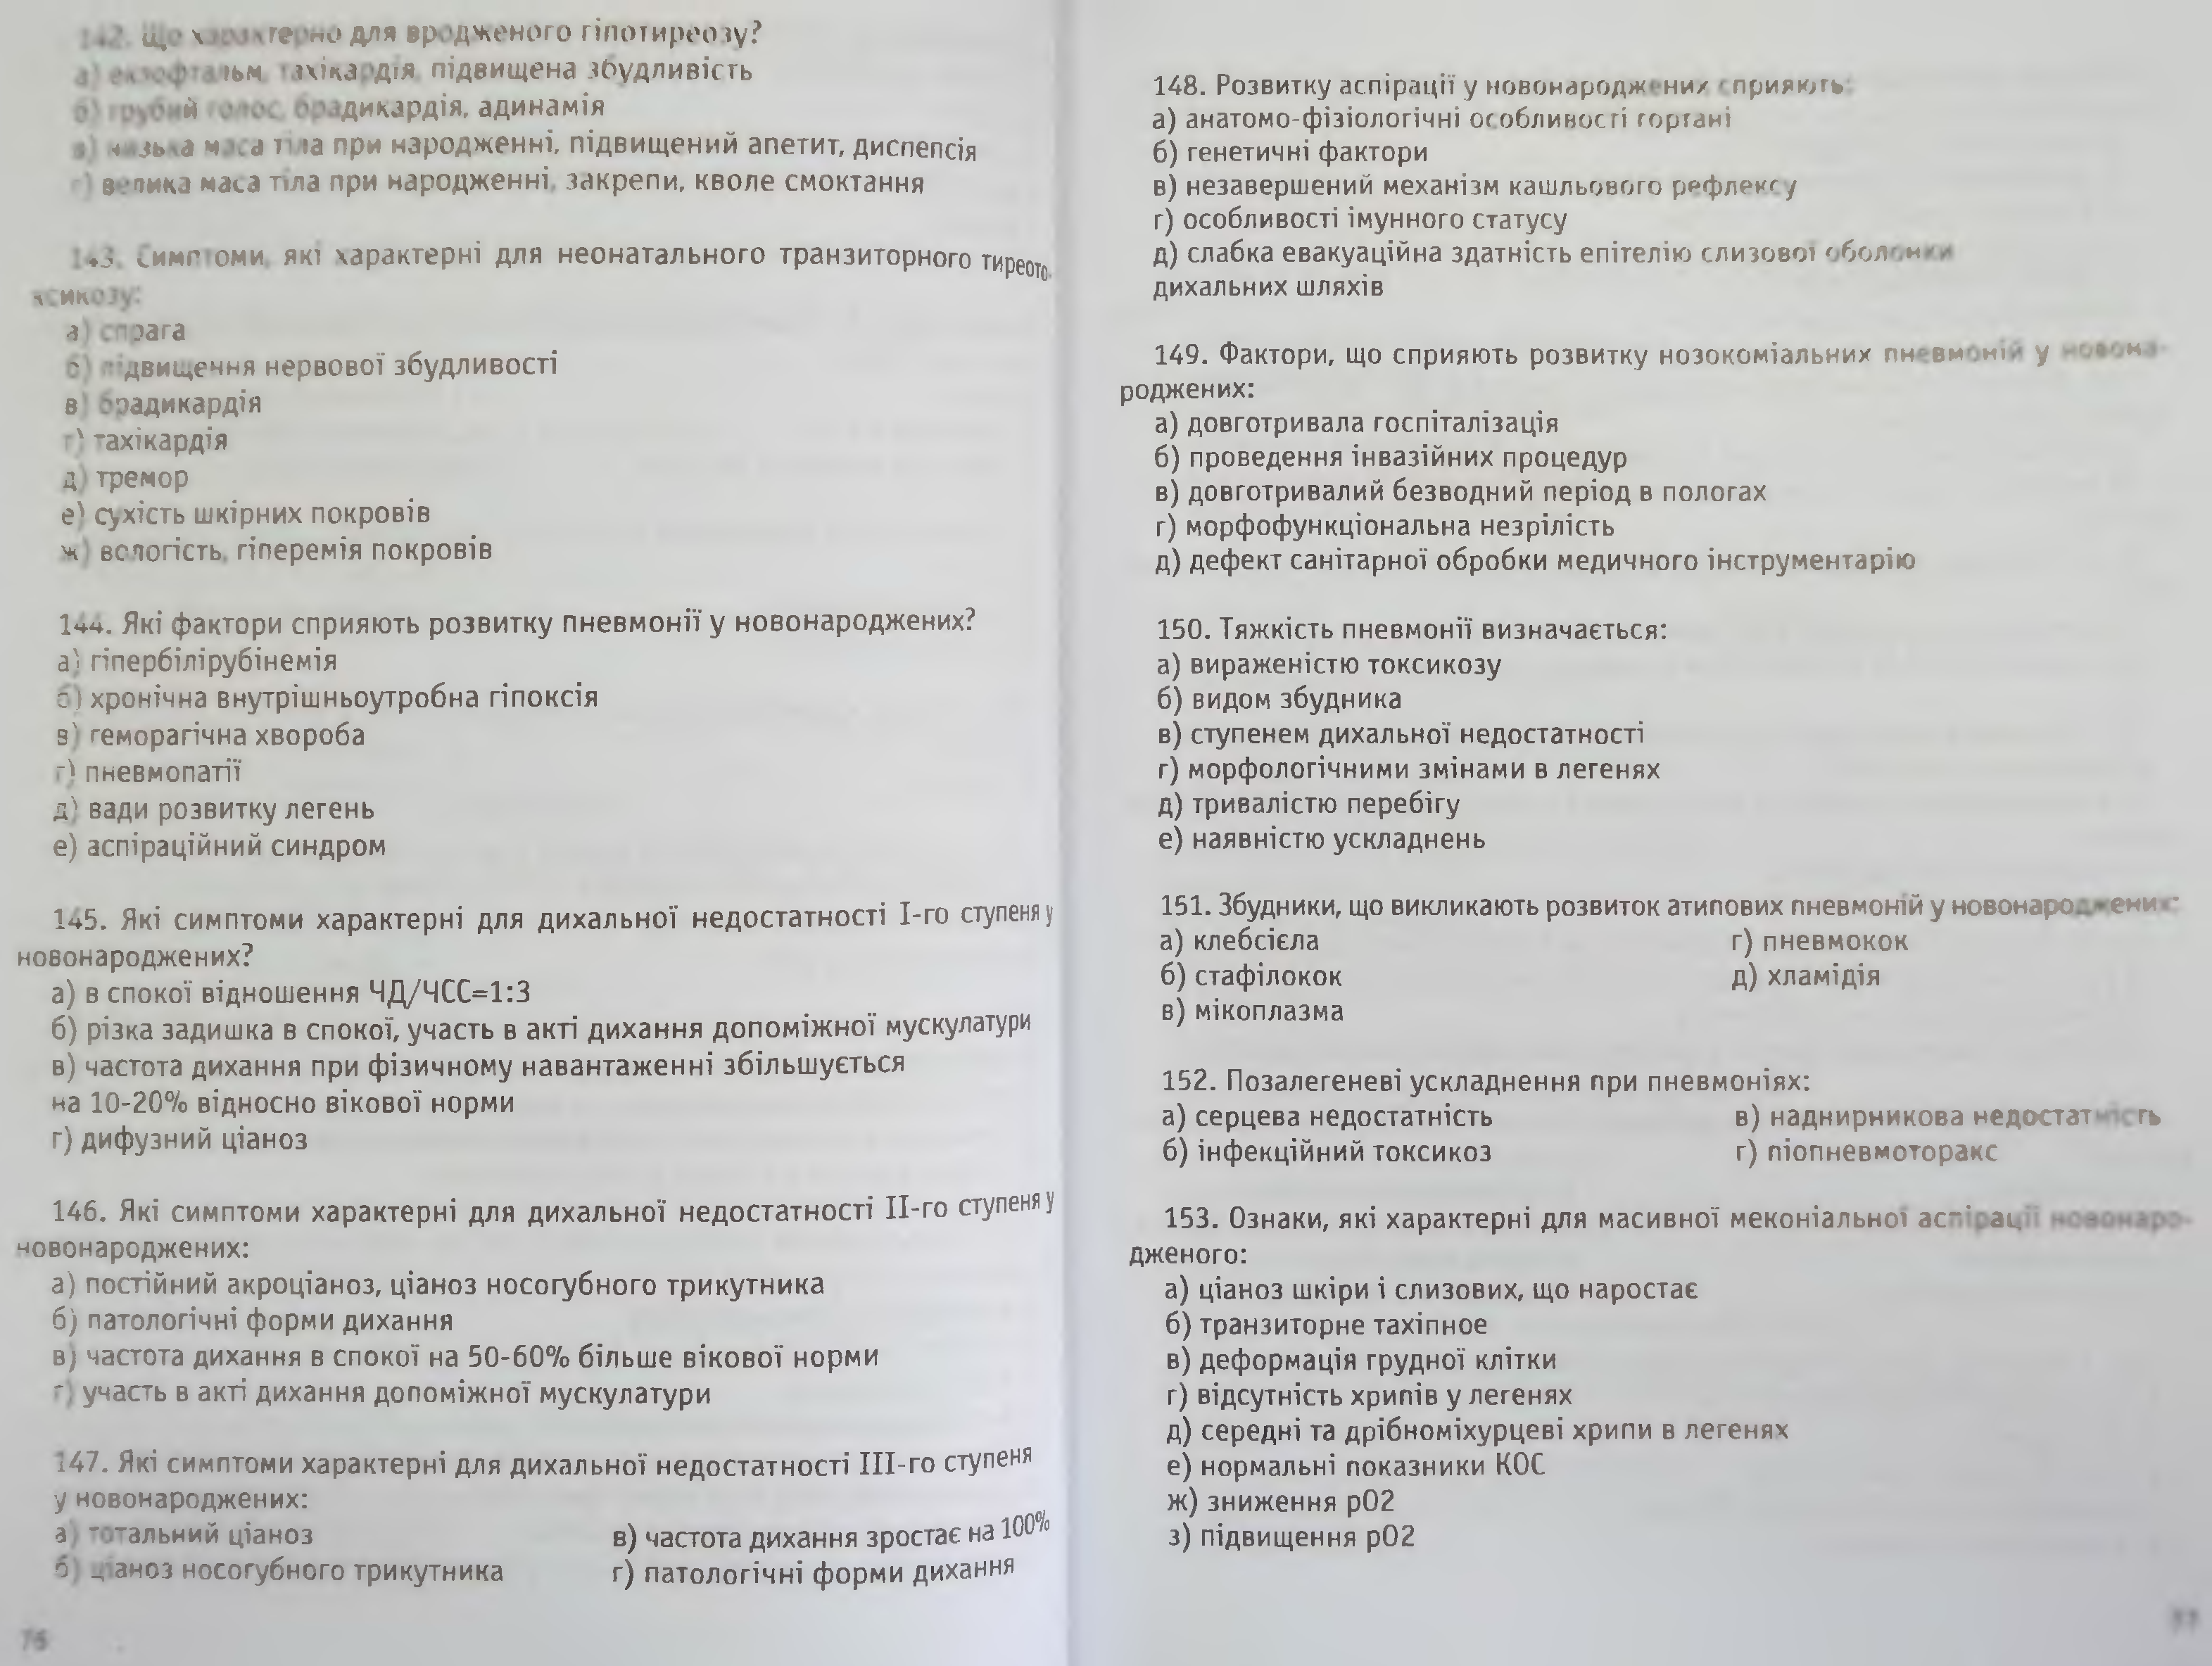 142. Що характерно для вродженого гіпотиреозу?
а) екзофтальм, тахікардія, підвищена збудливість
б) грубий голос, брадикардія, адинамія
в) низька маса тіла при народженні, підвищений апетит, диспепсія
г) велика маса тіла при народженні, закрепи, кволе смоктання
143. Симптоми, які характерні для неонатального транзиторного тиреото-
ксикозу:
а) спрага
б) підвищення нервової збудливості
в) брадикардія
г) тахікардія
д) тремор
е) сухість шкірних покровів
ж) вологість, гіперемія покровів
144. Які фактори сприяють розвитку пневмонії у новонароджених?
а) гіпербілірубінемія
б) хронічна внутрішньоутробна гіпоксія
в) геморагічна хвороба
г) пневмопатії
д) вади розвитку легень
е) аспіраційний синдром
145. Які симптоми характерні для дихальної недостатності І-го ступеня у
новонароджених?
а) в спокої відношення ЧД/ЧСС=1:3
б) різка задишка в спокої, участь в акті дихання допоміжної мускулатури
в) частота дихання при фізичному навантаженні збільшується
на 10-20% відносно вікової норми
г) дифузний ціаноз
146. Які симптоми характерні для дихальної недостатності ІІ-го ступеня у
новонароджених:
а) постійний акроціаноз, ціаноз носогубного трикутника
б) патологічні форми дихання
в) частота дихання в спокої на 50-60% більше вікової норми
г) участь в акті дихання допоміжної мускулатури
147. Які симптоми характерні для дихальної недостатності ІІІ-го ступеня
у новонароджених:
а) тотальний ціаноз в) частота дихання зростає на 100%
б) ціаноз носогубного трикутника г) патологічні форми дихання
76
148. Розвитку аспірації у новонароджених сприяють:
а) анатомо-фізіологічні особливості гортані
б) генетичні фактори
в) незавершений механізм кашльового рефлексу
г) особливості імунного статусу
д) слабка евакуаційна здатність епітелію слизової оболонки
дихальних шляхів
149. Фактори, що сприяють розвитку нозокоміальних пневмоній у новона-
роджених:
а) довготривала госпіталізація
б) проведення інвазійних процедур
в) довготривалий безводний період в пологах
г) морфофункціональна незрілість
д) дефект санітарної обробки медичного інструментарію
150. Тяжкість пневмонії визначається:
а) вираженістю токсикозу
б) видом збудника
в) ступенем дихальної недостатності
г) морфологічними змінами в легенях
д) тривалістю перебігу
е) наявністю ускладнень
151. Збудники, що викликають розвиток атипових пневмоній у новонароджених:
а) клебсієла г) пневмокок
б) стафілокок д) хламідія
в) мікоплазма
152. Позалегеневі ускладнення при пневмоніях:
а) серцева недостатність в) наднирникова недостатність
б) інфекційний токсикоз г) піопневмоторакс
153. Ознаки, які характерні для масивної меконіальної аспірації новонаро-
дженого:
а) ціаноз шкіри і слизових, що наростає
б) транзиторне тахіпное
в) деформація грудної клітки
г) відсутність хрипів у легенях
д) середні та дрібноміхурцеві хрипи в легенях
е) нормальні показники КОС
ж) зниження рО2
з) підвищення рО2
77